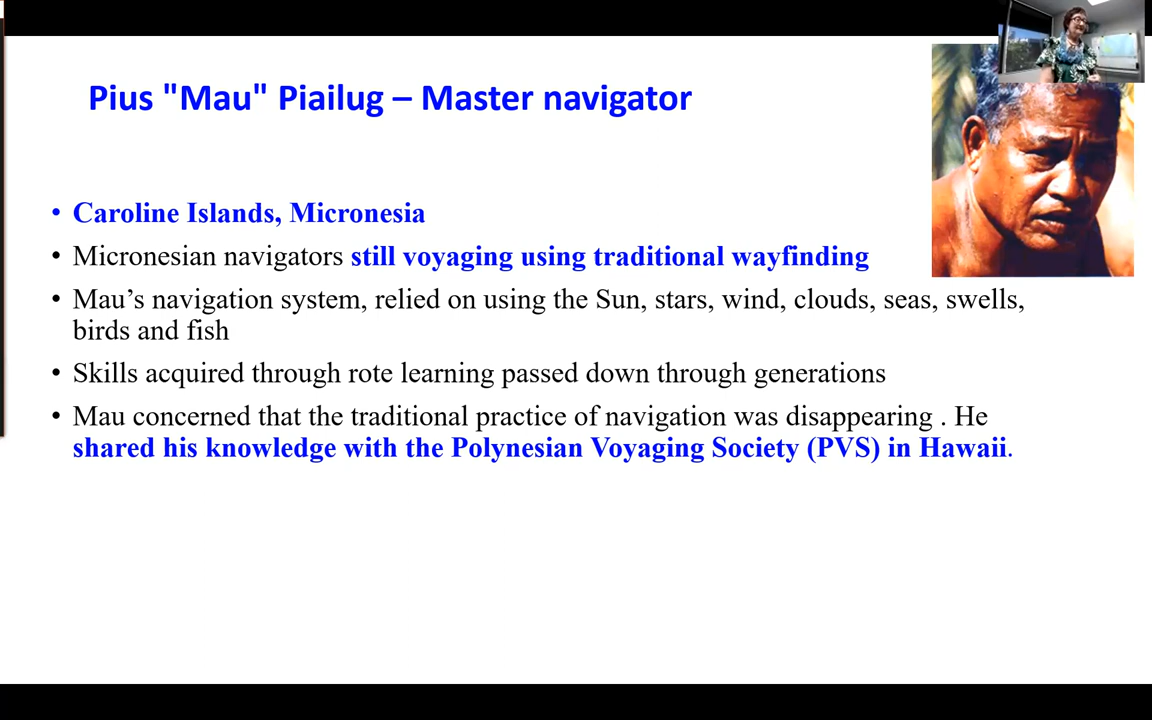 Pius "Mau" Piailug – Master navigator
• Caroline Islands, Micronesia
• Micronesian navigators still voyaging using traditional wayfinding
• Mau’s navigation system, relied on using the Sun, stars, wind, clouds, seas, swells,
birds and fish
• Skills acquired through rote learning passed down through generations
• Mau concerned that the traditional practice of navigation was disappearing . He
shared his knowledge with the Polynesian Voyaging Society (PVS) in Hawaii.